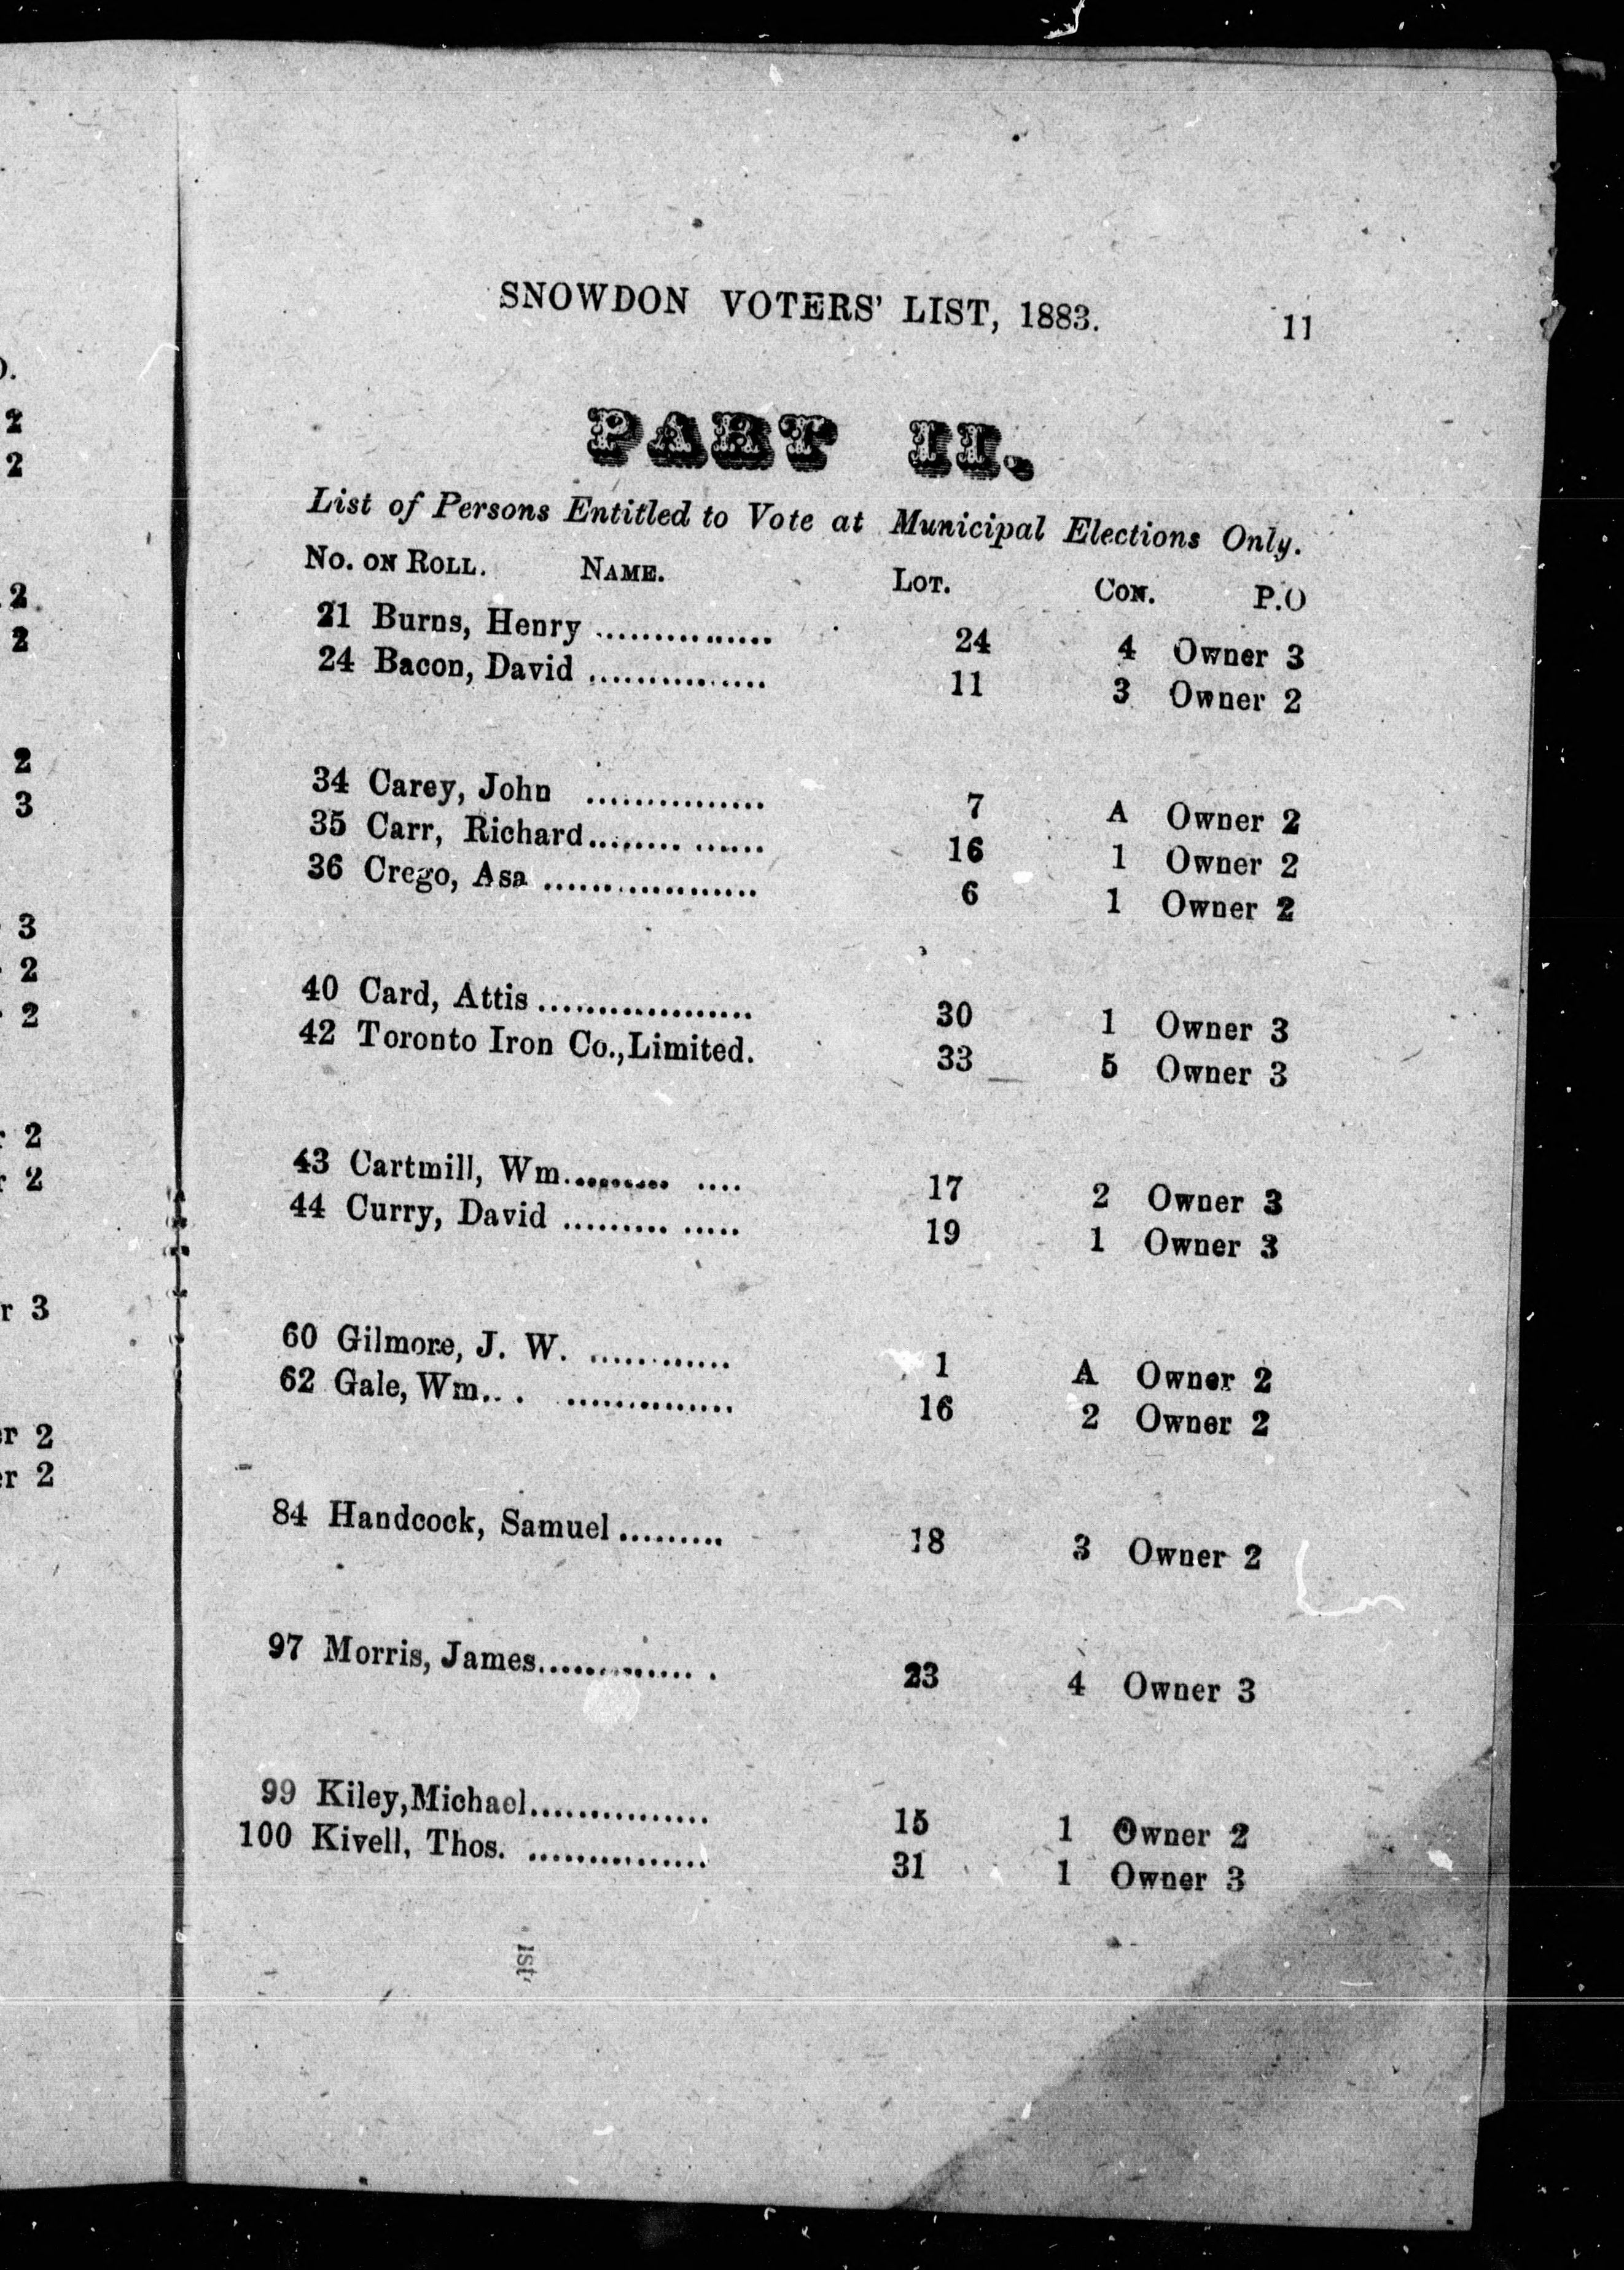 SNOWDON VOTERS' LIST, 1883. 11
PART II.
List of Persons Entitled to Vote at Municipal Elections Only.
No. on Roll. Name. Lot. Con. P.O
21 Burns, Henry ............... 24 4 Owner 3
24 Bacon, David ............... 11 3 Owner 2
34 Carey, John ............... 7 A Owner 2
35 Carr, Richard........ ...... 16 1 Owner 2
36 Crego, Asa .................. 6 1 Owner 2
40 Card, Attis .................. 30 1 Owner 3
42 Toronto Iron Co.,Limited. 33 5 Owner 3
43 Cartmill, Wm.......... .... 17 2 Owner 3
44 Curry, David ......... ..... 19 1 Owner 3
60 Gilmore, J. W. ............ 1 A Owner 2
62 Gale, Wm.. . .............. 16 2 Owner 2
84 Handcock, Samuel ......... 18 3 Owner 2
97 Morris, James............. . 23 4 Owner 3
99 Kiley,Michael............... 15 1 Owner 2
100 Kivell, Thos. ............... 31 1 Owner 3